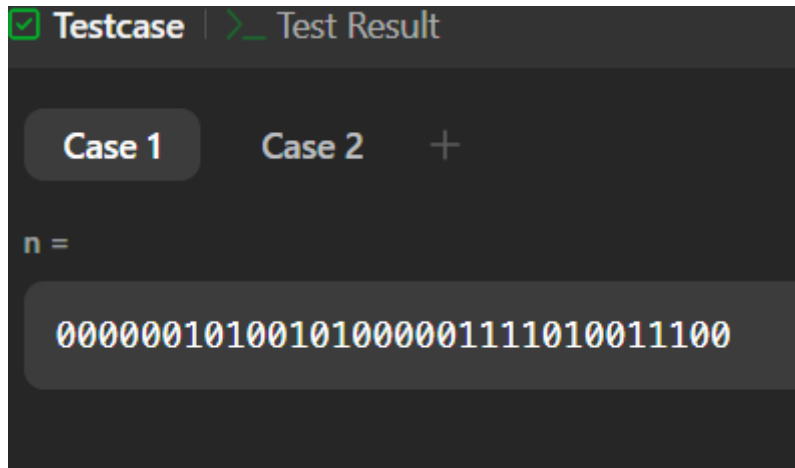 Testcase | >_ Test Result
Case 1 Case 2 +
n =
00000010100101000001111010011100